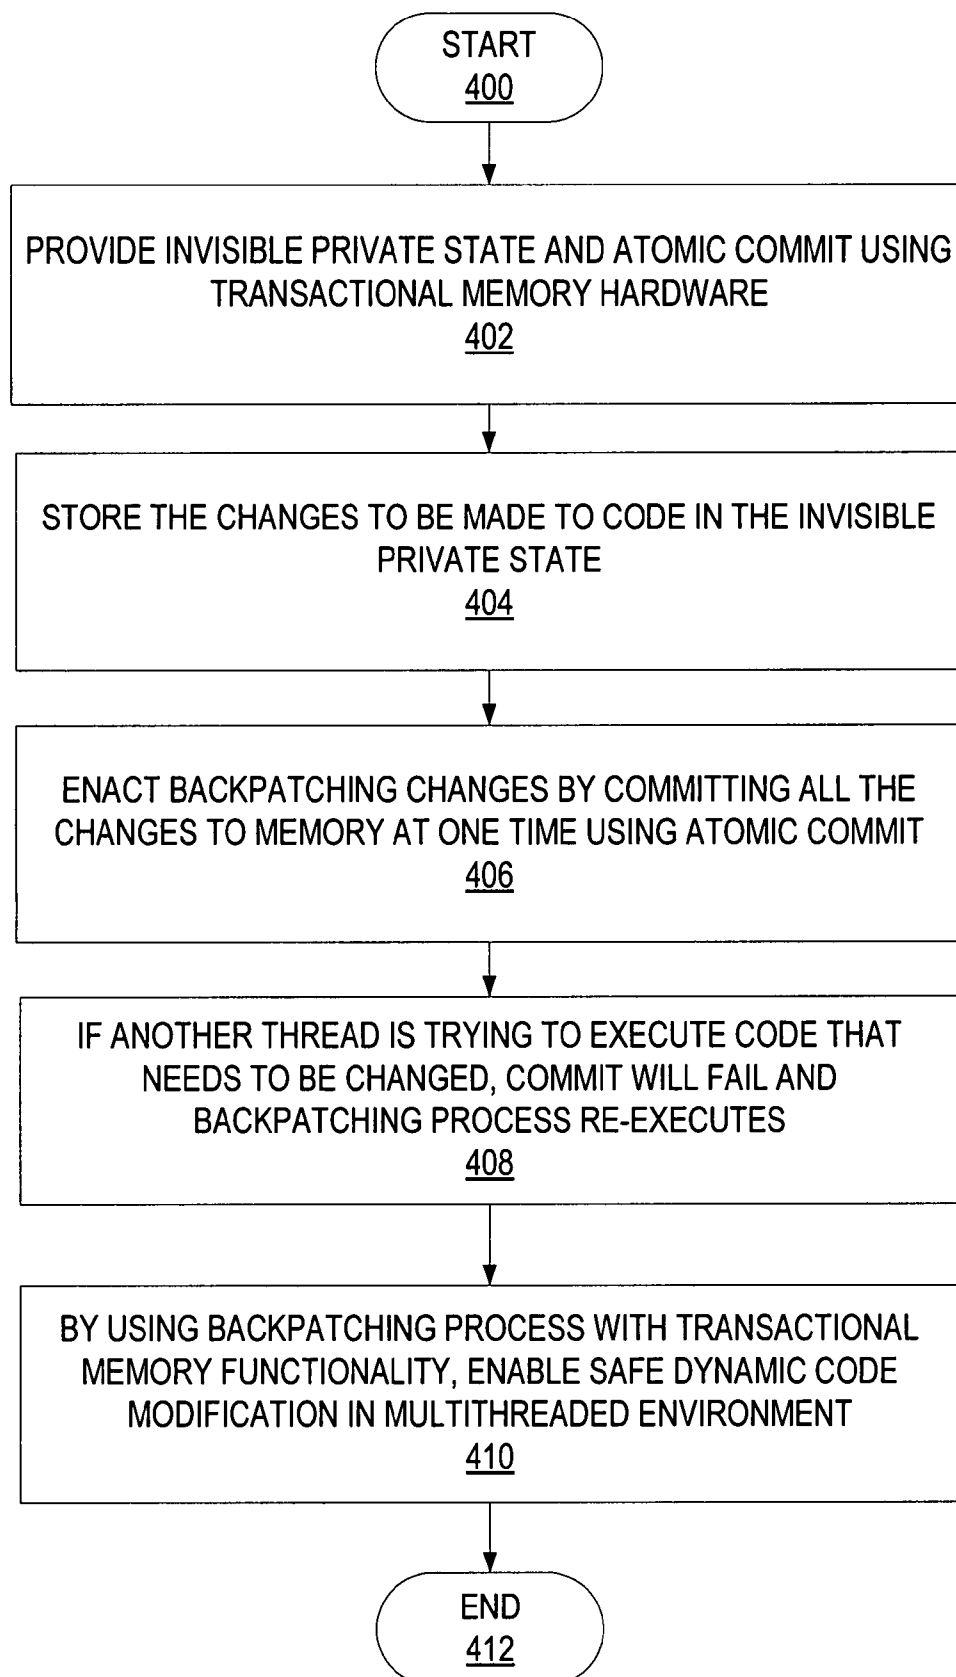 START
400
PROVIDE INVISIBLE PRIVATE STATE AND ATOMIC COMMIT USING
TRANSACTIONAL MEMORY HARDWARE
402
STORE THE CHANGES TO BE MADE TO CODE IN THE INVISIBLE
PRIVATE STATE
404
ENACT BACKPATCHING CHANGES BY COMMITTING ALL THE
CHANGES TO MEMORY AT ONE TIME USING ATOMIC COMMIT
406
IF ANOTHER THREAD IS TRYING TO EXECUTE CODE THAT
NEEDS TO BE CHANGED, COMMIT WILL FAIL AND
BACKPATCHING PROCESS RE-EXECUTES
408
BY USING BACKPATCHING PROCESS WITH TRANSACTIONAL
MEMORY FUNCTIONALITY, ENABLE SAFE DYNAMIC CODE
MODIFICATION IN MULTITHREADED ENVIRONMENT
410
END
412